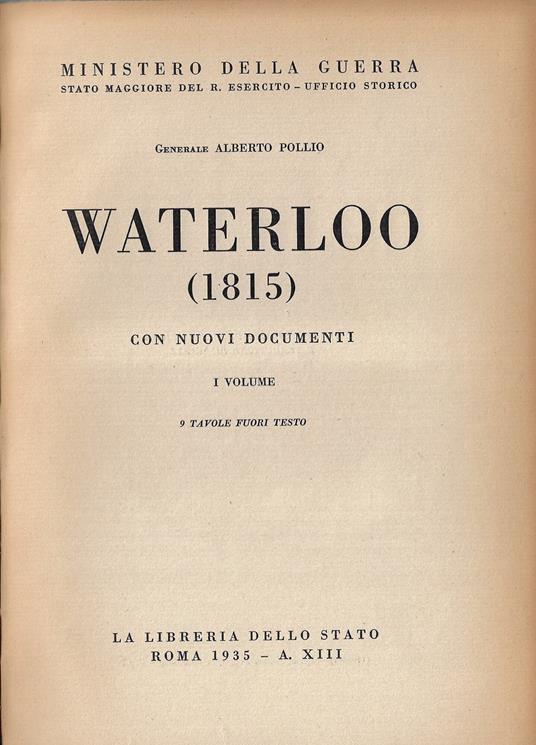 MINISTERO DELLA GUERRA
STATO MAGGIORE DEL R. ESERCITO - UFFICIO STORICO
GENERALE ALBERTO POLLIO
WATERLOO
(1815)
CON NUOVI DOCUMENTI
I VOLUME
9 TAVOLE FUORI TESTO
LA LIBRERIA DELLO STATO
ROMA 1935 - A. XIII